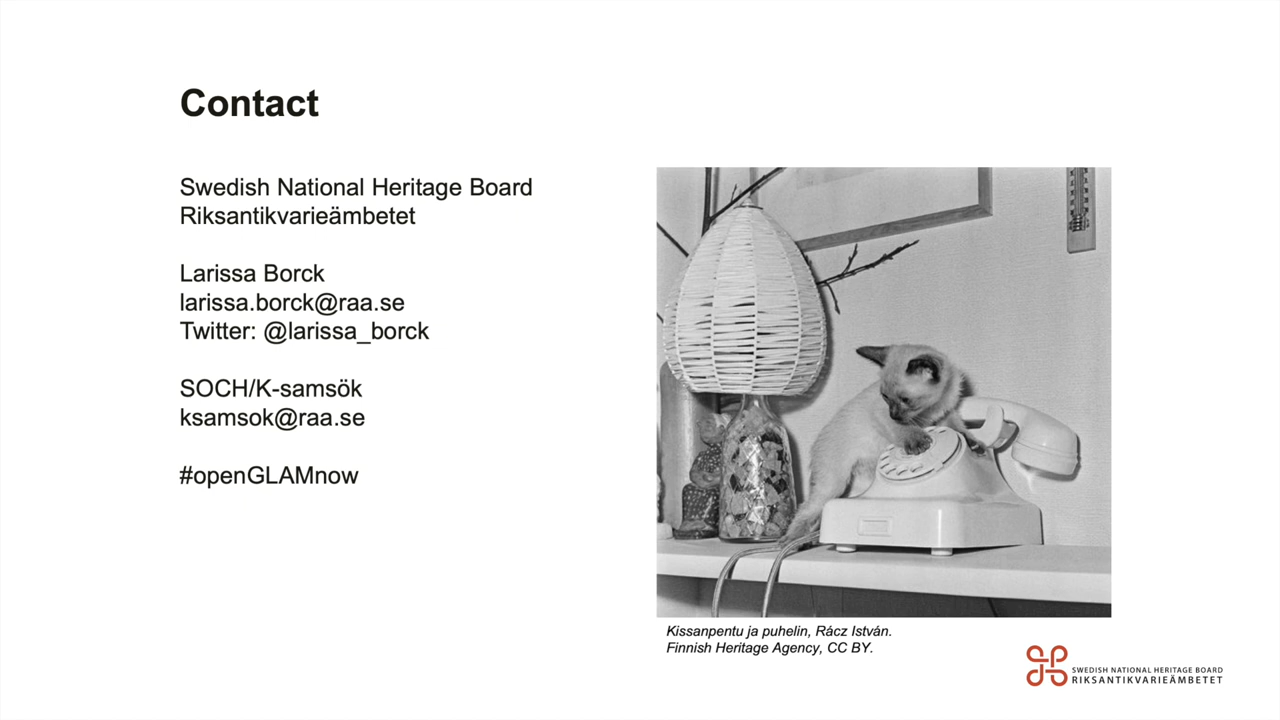 Contact
Swedish National Heritage Board
Riksantikvarieämbetet
Larissa Borck
larissa.borck@raa.se
Twitter: @larissa_borck
SOCH/K-samsök
ksamsok@raa.se
#openGLAMnow
Kissanpentu ja puhelin, Rácz István.
Finnish Heritage Agency, CC BY.
SWEDISH NATIONAL HERITAGE BOARD
RIKSANTIKVARIEÄMBETET